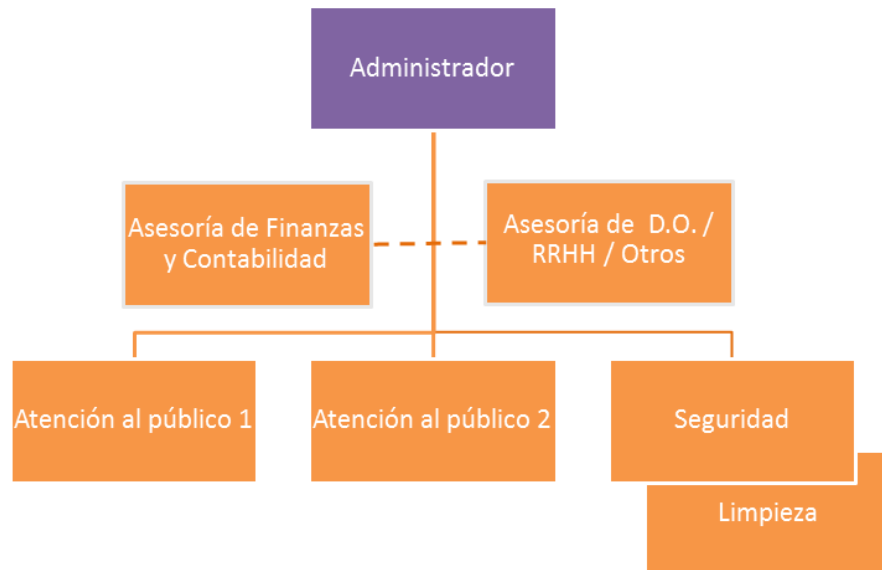 Administrador
Asesoría de Finanzas
y Contabilidad
Asesoría de D.O. /
RRHH / Otros
Atención al público 1
Atención al público 2
Seguridad
Limpieza